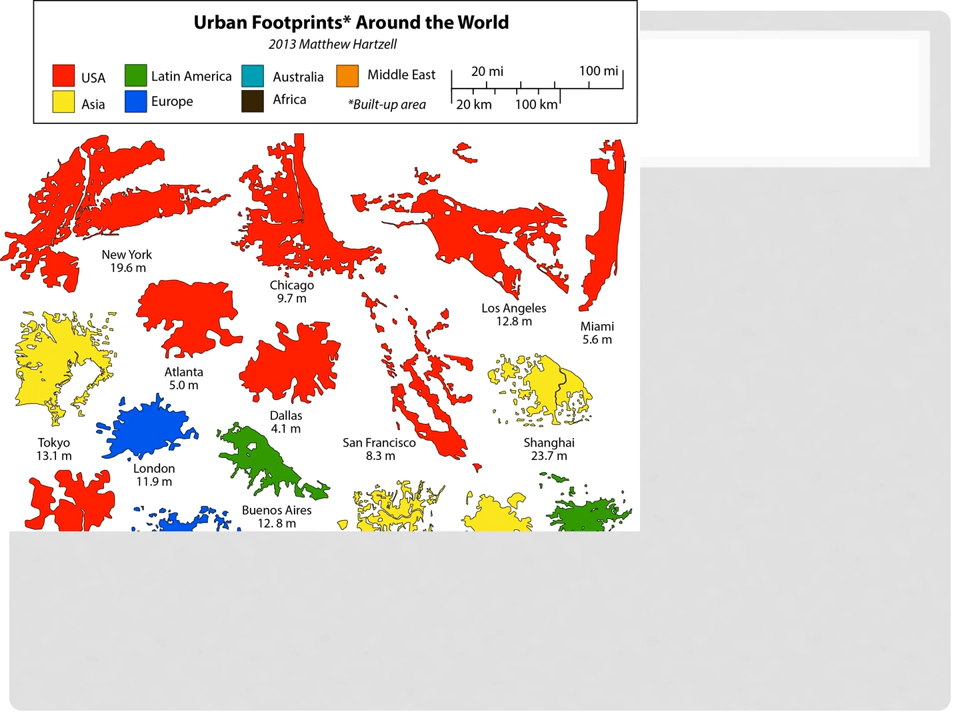 Urban Footprints* Around the World
2013 Matthew Hartzell
USA
Latin America
Australia
Middle East
Asia
Europe
Africa
*Built-up area
20 mi
100 mi
20 km
100 km
New York
19.6 m
Chicago
9.7 m
Los Angeles
12.8 m
Miami
5.6 m
Atlanta
5.0 m
Dallas
4.1 m
Tokyo
13.1 m
London
11.9 m
San Francisco
8.3 m
Shanghai
23.7 m
Buenos Aires
12. 8 m